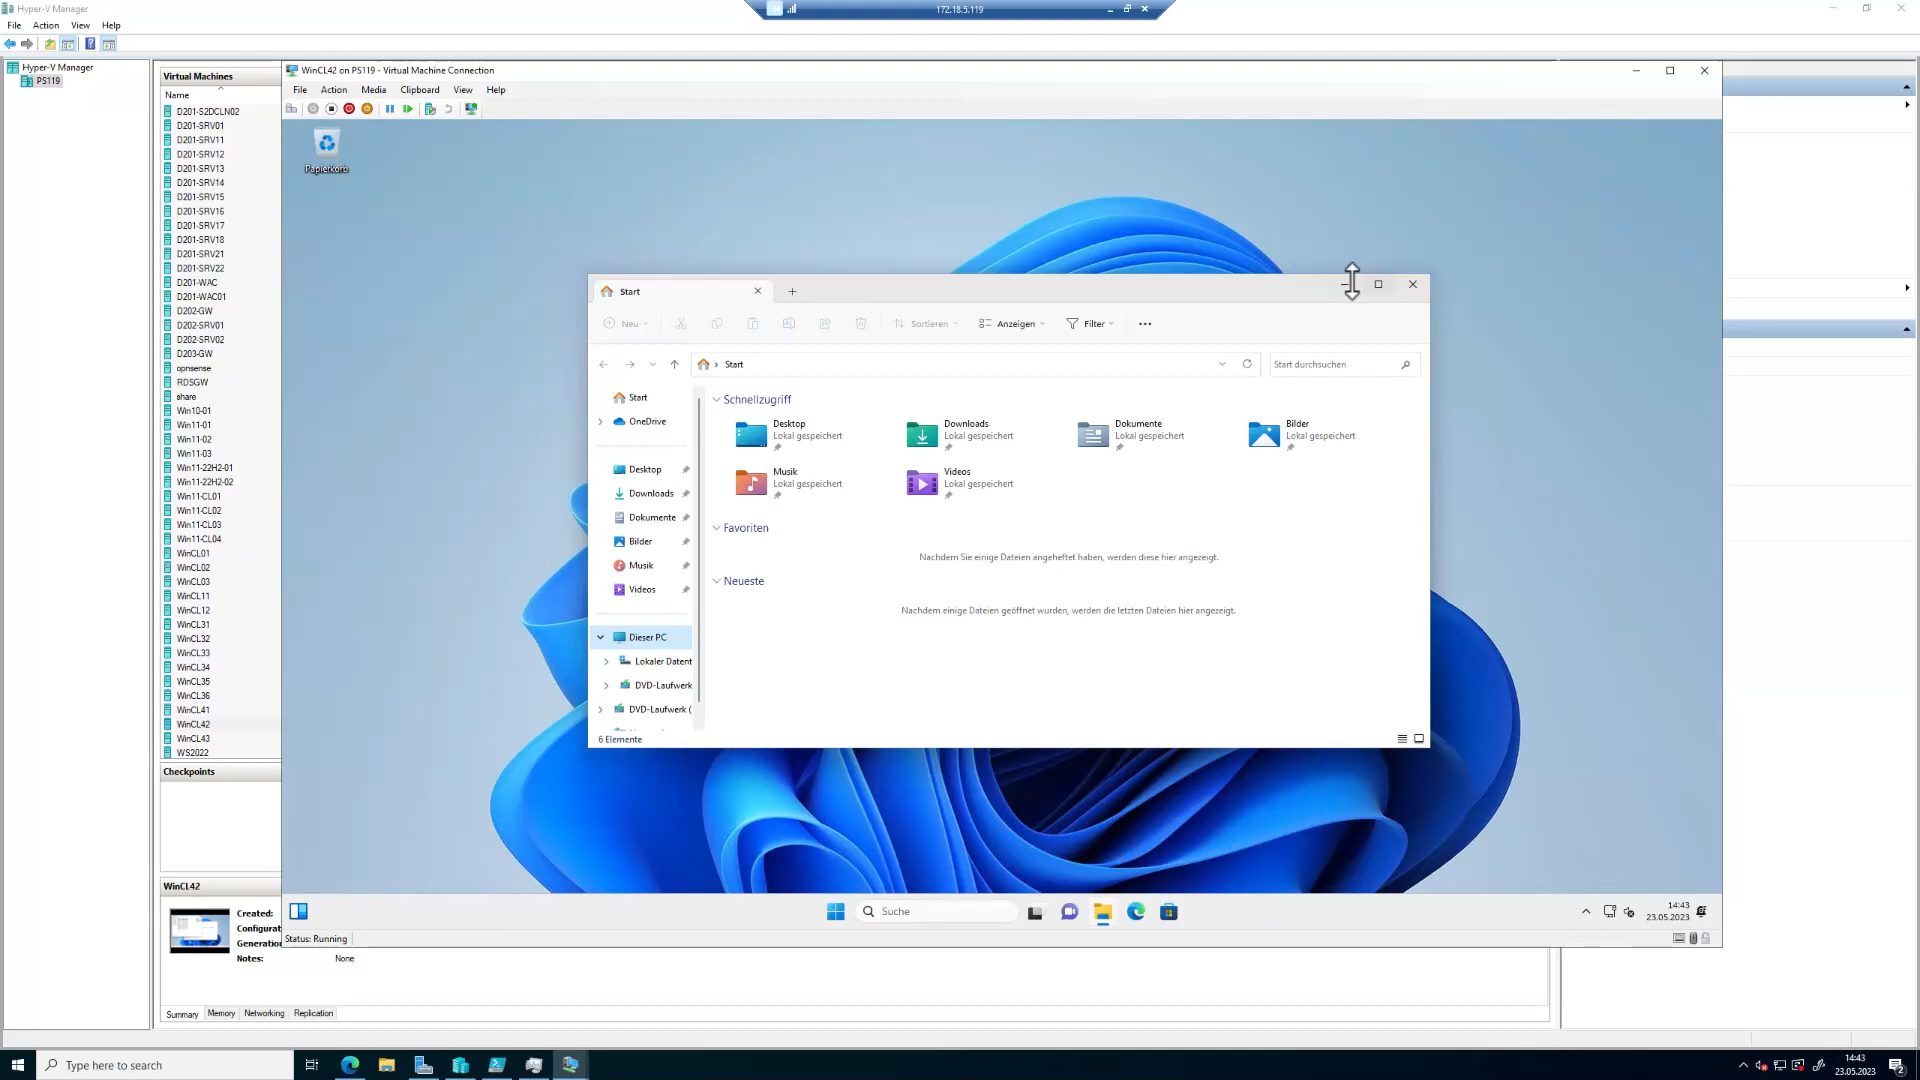 Hyper-V Manager
File Action View Help
172.18.5.119
Hyper-V Manager
PS119
Virtual Machines
Name
D201-S2DCLN02
D201-SRV01
D201-SRV11
D201-SRV12
D201-SRV13
D201-SRV14
D201-SRV15
D201-SRV16
D201-SRV17
D201-SRV18
D201-SRV21
D201-SRV22
D201-WAC
D201-WAC01
D202-GW
D202-SRV01
D202-SRV02
D203-GW
opnsense
RDSGW
share
Win10-01
Win11-01
Win11-02
Win11-03
Win11-22H2-01
Win11-22H2-02
Win11-CL01
Win11-CL02
Win11-CL03
Win11-CL04
WinCL01
WinCL02
WinCL03
WinCL11
WinCL12
WinCL31
WinCL32
WinCL33
WinCL34
WinCL35
WinCL36
WinCL41
WinCL42
WinCL43
WS2022
Checkpoints
WinCL42
Created:
Configurat
Generation
Notes: None
Summary Memory Networking Replication
WinCL42 on PS119 - Virtual Machine Connection
File Action Media Clipboard View Help
Papierkorb
Start
Neu Sortieren Anzeigen Filter
Start
Start durchsuchen
Start
OneDrive
Desktop
Downloads
Dokumente
Bilder
Musik
Videos
Dieser PC
Lokaler Datent
DVD-Laufwerk
DVD-Laufwerk (
Schnellzugriff
Desktop
Lokal gespeichert
Downloads
Lokal gespeichert
Dokumente
Lokal gespeichert
Bilder
Lokal gespeichert
Musik
Lokal gespeichert
Videos
Lokal gespeichert
Favoriten
Nachdem Sie einige Dateien angeheftet haben, werden diese hier angezeigt.
Neueste
Nachdem einige Dateien geöffnet wurden, werden die letzten Dateien hier angezeigt.
6 Elemente
Suche
14:43
23.05.2023
Status: Running
Type here to search
14:43
23.05.2023
2